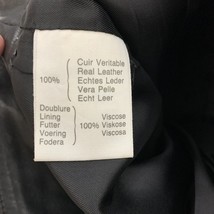 Cuir Veritable
Real Leather
100% Echtes Leder
Vera Pelle
Echt Leer
Doublure
Lining Viscose
Futter 100% Viskose
Voering Viscosa
Fodera